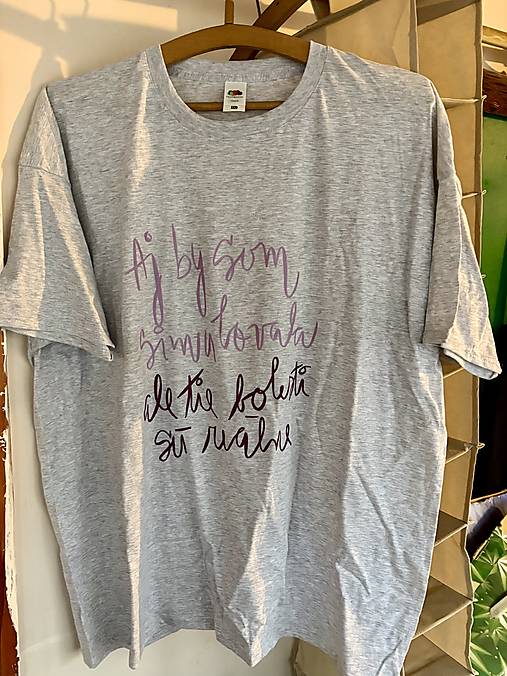 Aj by som
simulovala
ale tie bolesti
sú reálne